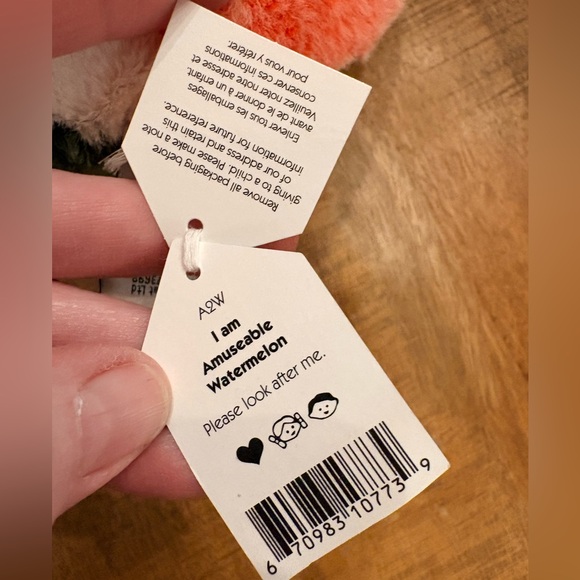 Remove all packaging before
giving to a child. Please make a note
of our address and retain this
information for future reference.
Enlever tous les emballages
avant de le donner à un enfant.
Veuillez noter notre adresse et
conserver ces informations
pour vous y référer.
A2W
I am
Amuseable
Watermelon
Please look after me.
6 70983 10773 9